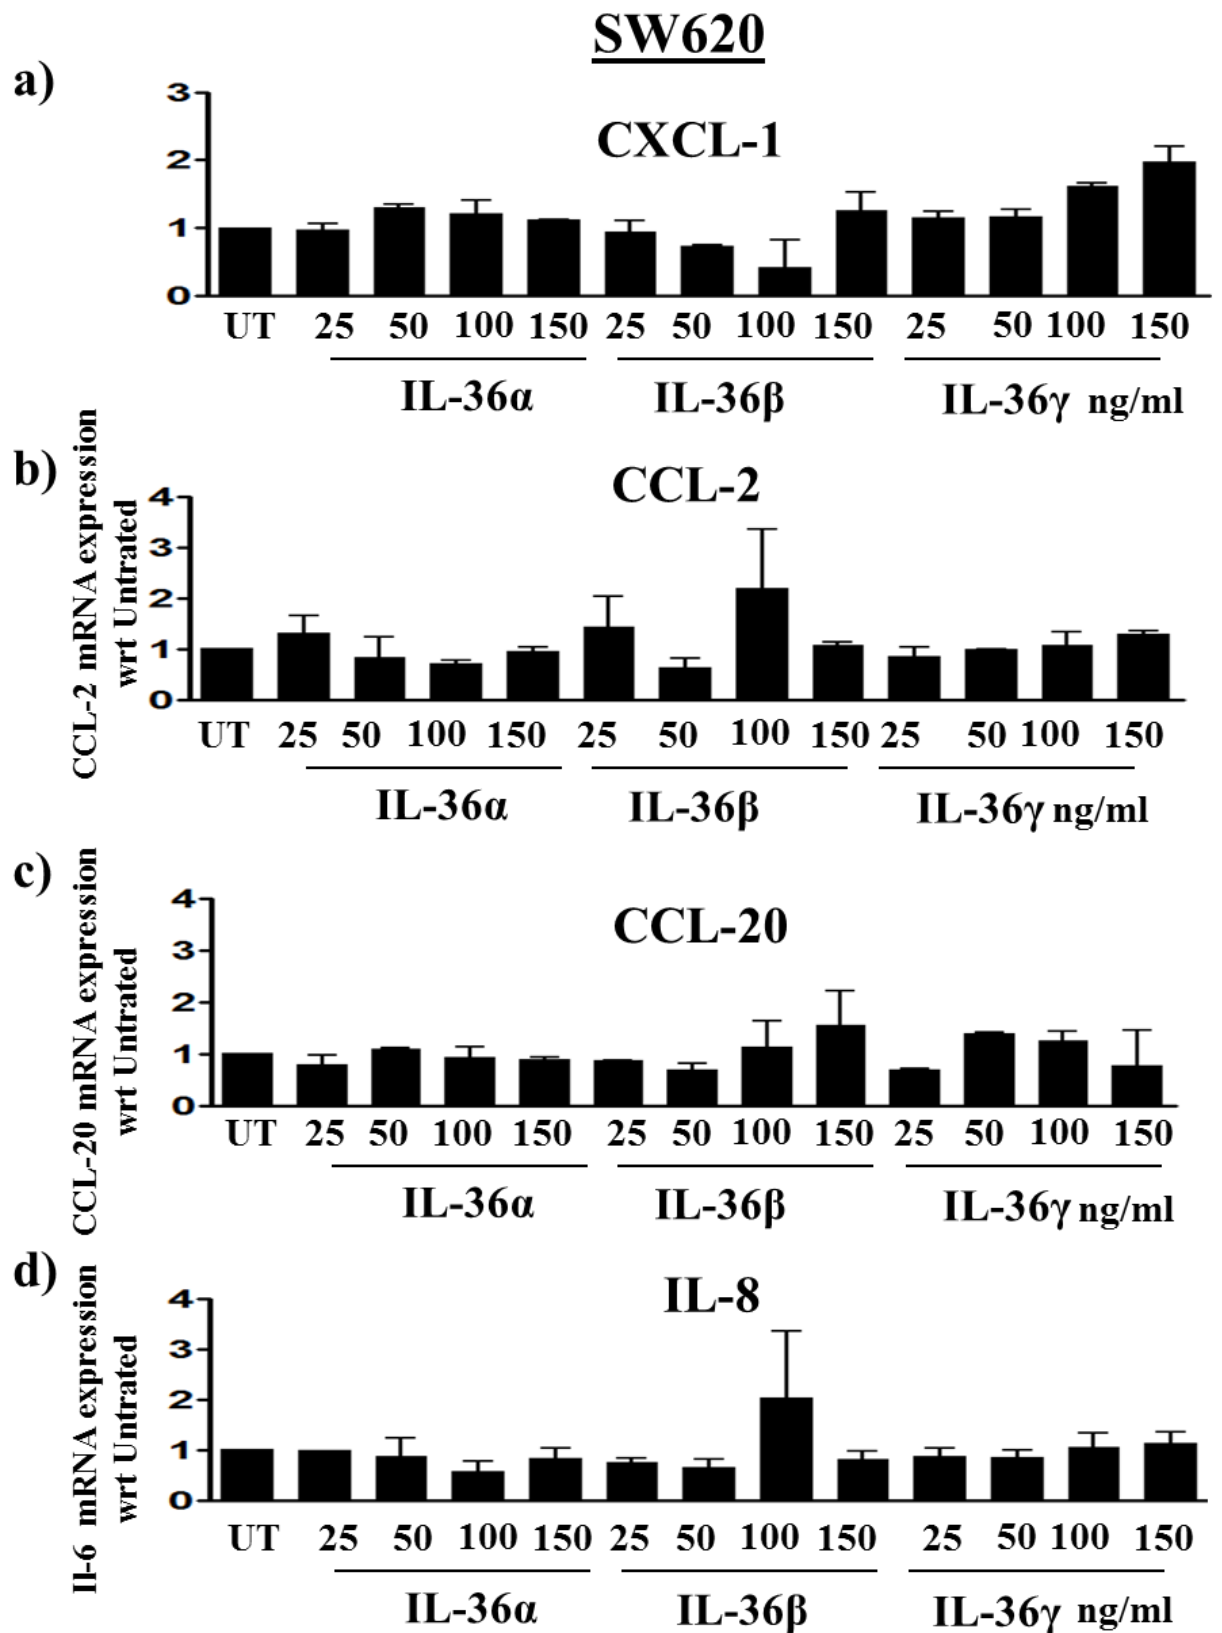 SW620
a)
CXCL-1
3
2
1
0
UT 25 50 100 150 25 50 100 150 25 50 100 150
IL-36α IL-36β IL-36γ ng/ml
b)
CCL-2 mRNA expression
wrt Untrated
CCL-2
4
3
2
1
0
UT 25 50 100 150 25 50 100 150 25 50 100 150
IL-36α IL-36β IL-36γ ng/ml
c)
CCL-20 mRNA expression
wrt Untrated
CCL-20
4
3
2
1
0
UT 25 50 100 150 25 50 100 150 25 50 100 150
IL-36α IL-36β IL-36γ ng/ml
d)
Il-6 mRNA expression
wrt Untrated
IL-8
4
3
2
1
0
UT 25 50 100 150 25 50 100 150 25 50 100 150
IL-36α IL-36β IL-36γ ng/ml